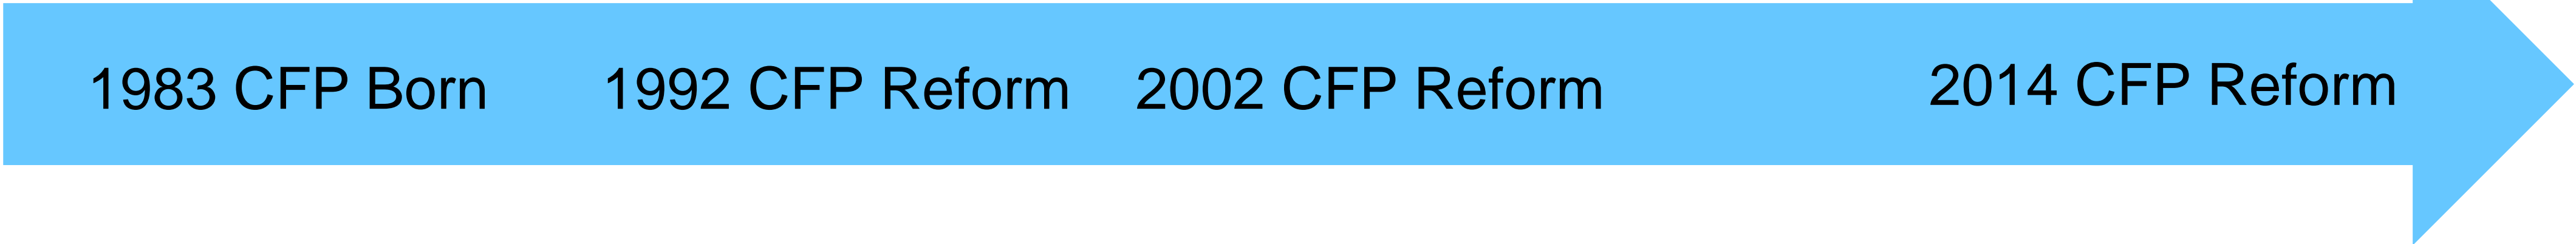 1983 CFP Born 1992 CFP Reform 2002 CFP Reform 2014 CFP Reform